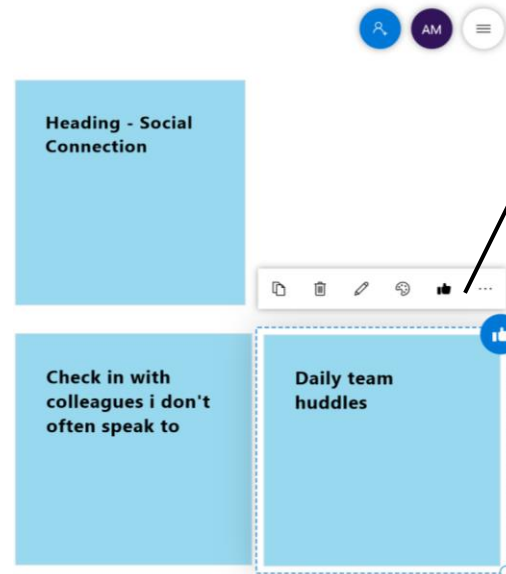 AM
Heading - Social
Connection
Check in with
colleagues i don't
often speak to
Daily team
huddles